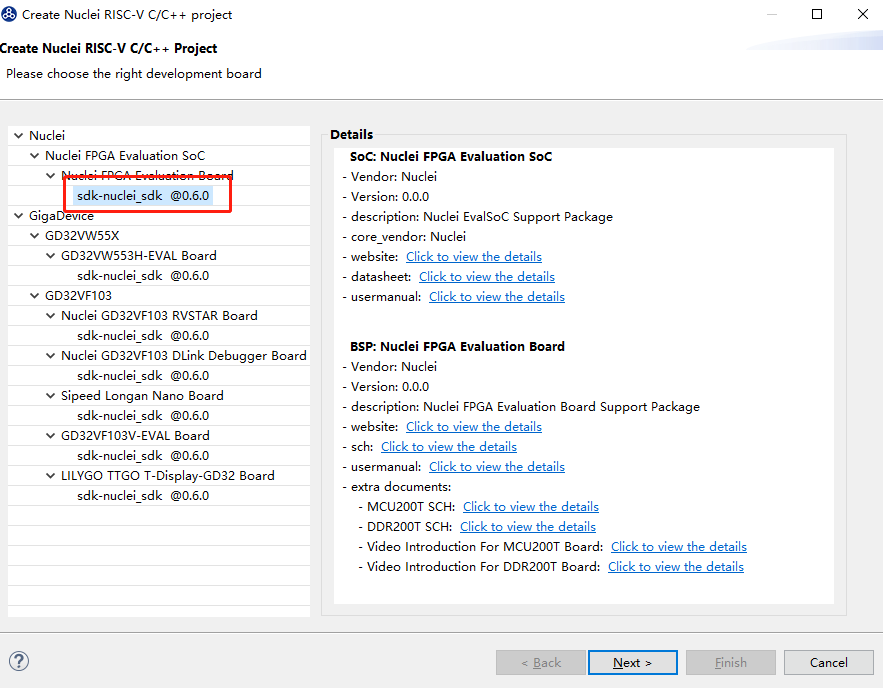 Create Nuclei RISC-V C/C++ project
Create Nuclei RISC-V C/C++ Project
Please choose the right development board
Nuclei
Nuclei FPGA Evaluation SoC
Nuclei FPGA Evaluation Board
sdk-nuclei_sdk @0.6.0
GigaDevice
GD32VW55X
GD32VW553H-EVAL Board
sdk-nuclei_sdk @0.6.0
GD32VF103
Nuclei GD32VF103 RVSTAR Board
sdk-nuclei_sdk @0.6.0
Nuclei GD32VF103 DLink Debugger Board
sdk-nuclei_sdk @0.6.0
Sipeed Longan Nano Board
sdk-nuclei_sdk @0.6.0
GD32VF103V-EVAL Board
sdk-nuclei_sdk @0.6.0
LILYGO TTGO T-Display-GD32 Board
sdk-nuclei_sdk @0.6.0
Details
SoC: Nuclei FPGA Evaluation SoC
- Vendor: Nuclei
- Version: 0.0.0
- description: Nuclei EvalSoC Support Package
- core_vendor: Nuclei
- website: Click to view the details
- datasheet: Click to view the details
- usermanual: Click to view the details
BSP: Nuclei FPGA Evaluation Board
- Vendor: Nuclei
- Version: 0.0.0
- description: Nuclei FPGA Evaluation Board Support Package
- website: Click to view the details
- sch: Click to view the details
- usermanual: Click to view the details
- extra documents:
- MCU200T SCH: Click to view the details
- DDR200T SCH: Click to view the details
- Video Introduction For MCU200T Board: Click to view the details
- Video Introduction For DDR200T Board: Click to view the details
?
< Back
Next >
Finish
Cancel